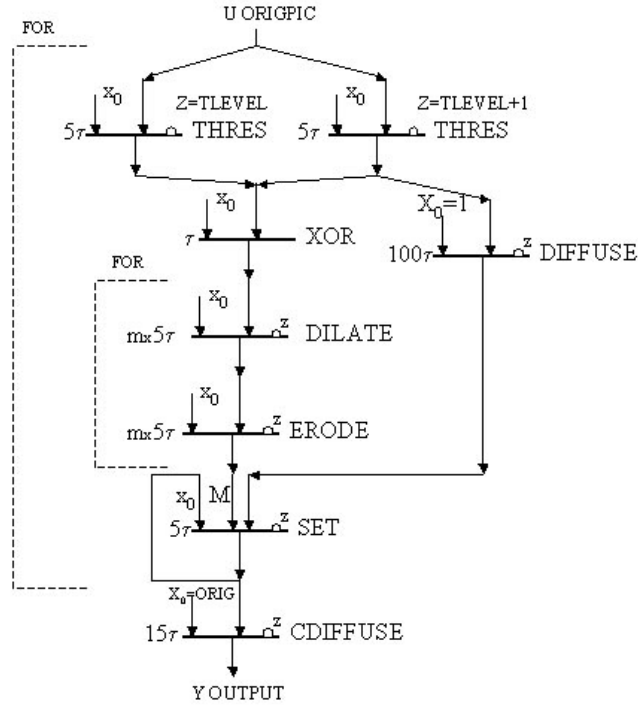 FOR
U ORIGPIC
x0
Z=TLEVEL
5τ
THRES
x0
Z=TLEVEL+1
5τ
THRES
x0
τ
XOR
X0=1
100τ
z
DIFFUSE
FOR
x0
mx5τ
z
DILATE
x0
mx5τ
z
ERODE
x0
M
5τ
z
SET
X0=ORIG
15τ
z
CDIFFUSE
Y OUTPUT